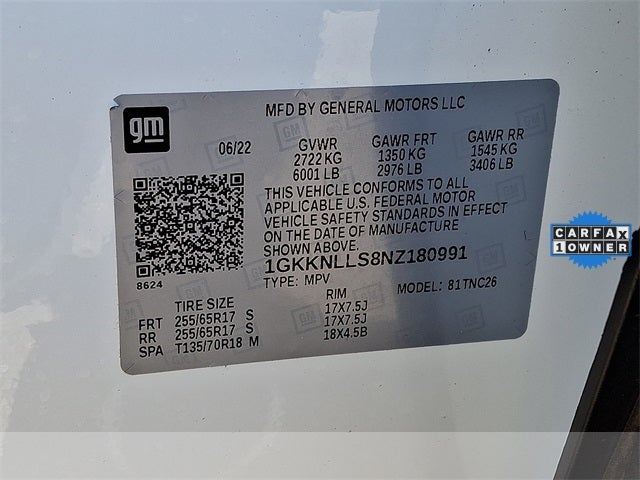 gm
MFD BY GENERAL MOTORS LLC
06/22 GVWR GAWR FRT GAWR RR
2722 KG 1350 KG 1545 KG
6001 LB 2976 LB 3406 LB
THIS VEHICLE CONFORMS TO ALL
APPLICABLE U.S. FEDERAL MOTOR
VEHICLE SAFETY STANDARDS IN EFFECT
ON THE DATE OF MANUFACTURE
SHOWN ABOVE.
8624
1GKKNLLS8NZ180991
TYPE: MPV MODEL: 81TNC26
TIRE SIZE RIM
FRT 255/65R17 S 17X7.5J
RR 255/65R17 S 17X7.5J
SPA T135/70R18 M 18X4.5B
CARFAX
1 OWNER